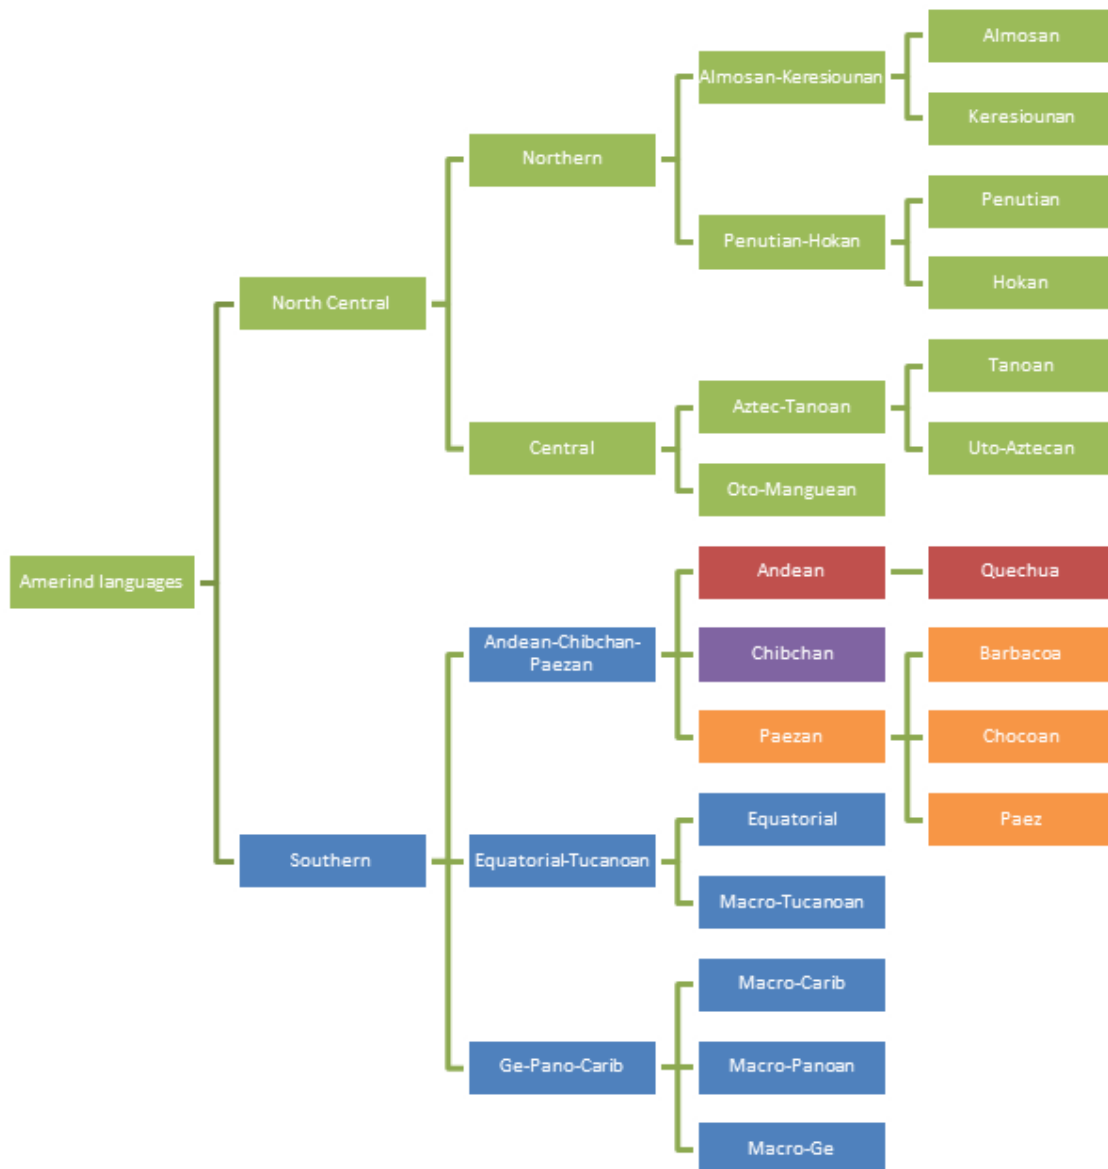 Almosan
Almosan-Keresiounan
Keresiounan
Northern
Penutian
Penutian-Hokan
Hokan
North Central
Tanoan
Aztec-Tanoan
Central
Uto-Aztecan
Oto-Manguean
Amerind languages
Andean
Quechua
Andean-Chibchan-
Paezan
Chibchan
Barbacoa
Paezan
Chocoan
Equatorial
Paez
Southern
Equatorial-Tucanoan
Macro-Tucanoan
Macro-Carib
Ge-Pano-Carib
Macro-Panoan
Macro-Ge